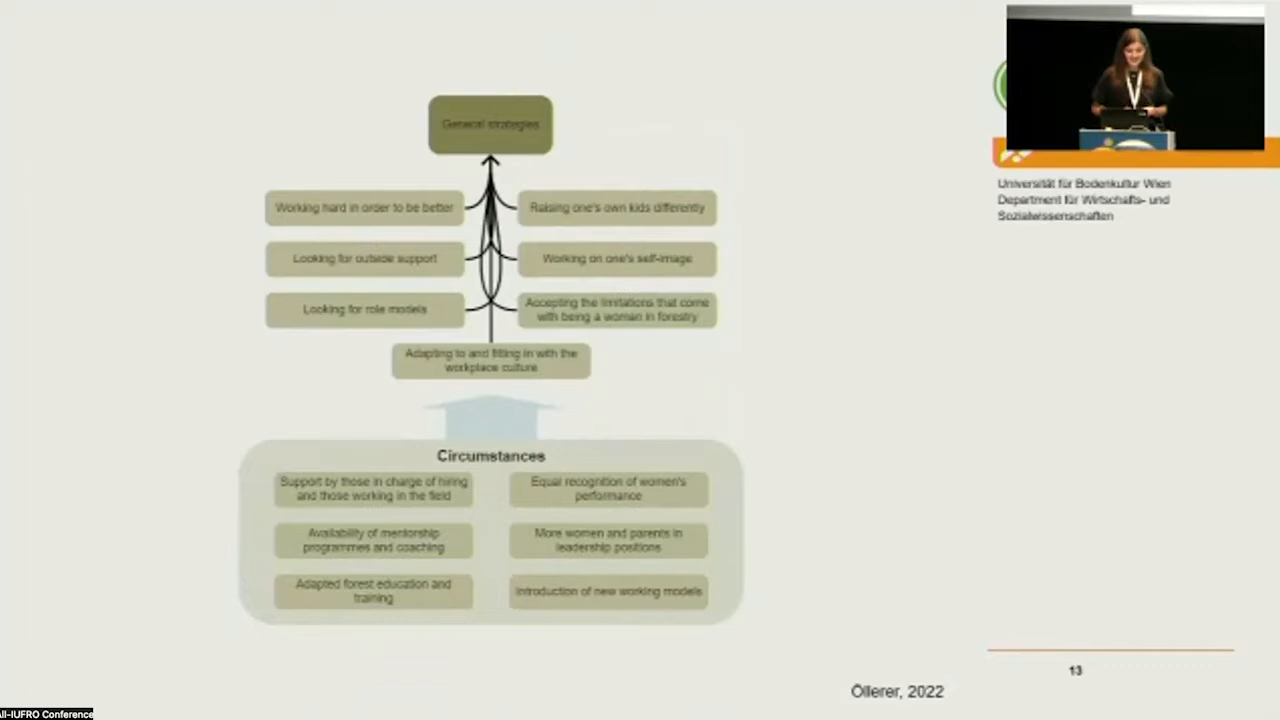 General strategies
Working hard in order to be better
Raising one's own kids differently
Looking for outside support
Working on one's self-image
Looking for role models
Accepting the limitations that come
with being a woman in forestry
Adapting to and fitting in with the
workplace culture
Circumstances
Support by those in charge of hiring
and those working in the field
Equal recognition of women's
performance
Availability of mentorship
programmes and coaching
More women and parents in
leadership positions
Adapted forest education and
training
Introduction of new working models
Universität für Bodenkultur Wien
Department für Wirtschafts- und
Sozialwissenschaften
13
Öllerer, 2022
All-IUFRO Conference